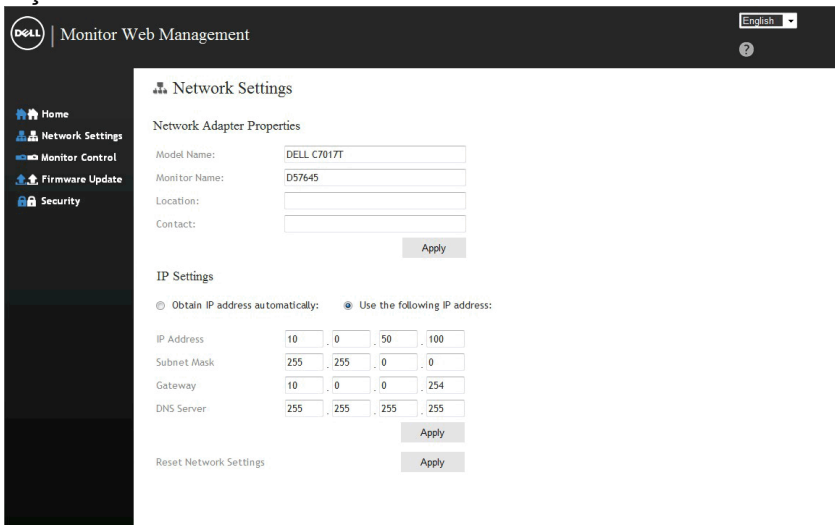 DELL | Monitor Web Management
English
?
Home
Network Settings
Monitor Control
Firmware Update
Security
Network Settings
Network Adapter Properties
Model Name: DELL C7017T
Monitor Name: D57645
Location:
Contact:
Apply
IP Settings
Obtain IP address automatically: Use the following IP address:
IP Address 10 . 0 . 50 . 100
Subnet Mask 255 . 255 . 0 . 0
Gateway 10 . 0 . 0 . 254
DNS Server 255 . 255 . 255 . 255
Apply
Reset Network Settings Apply